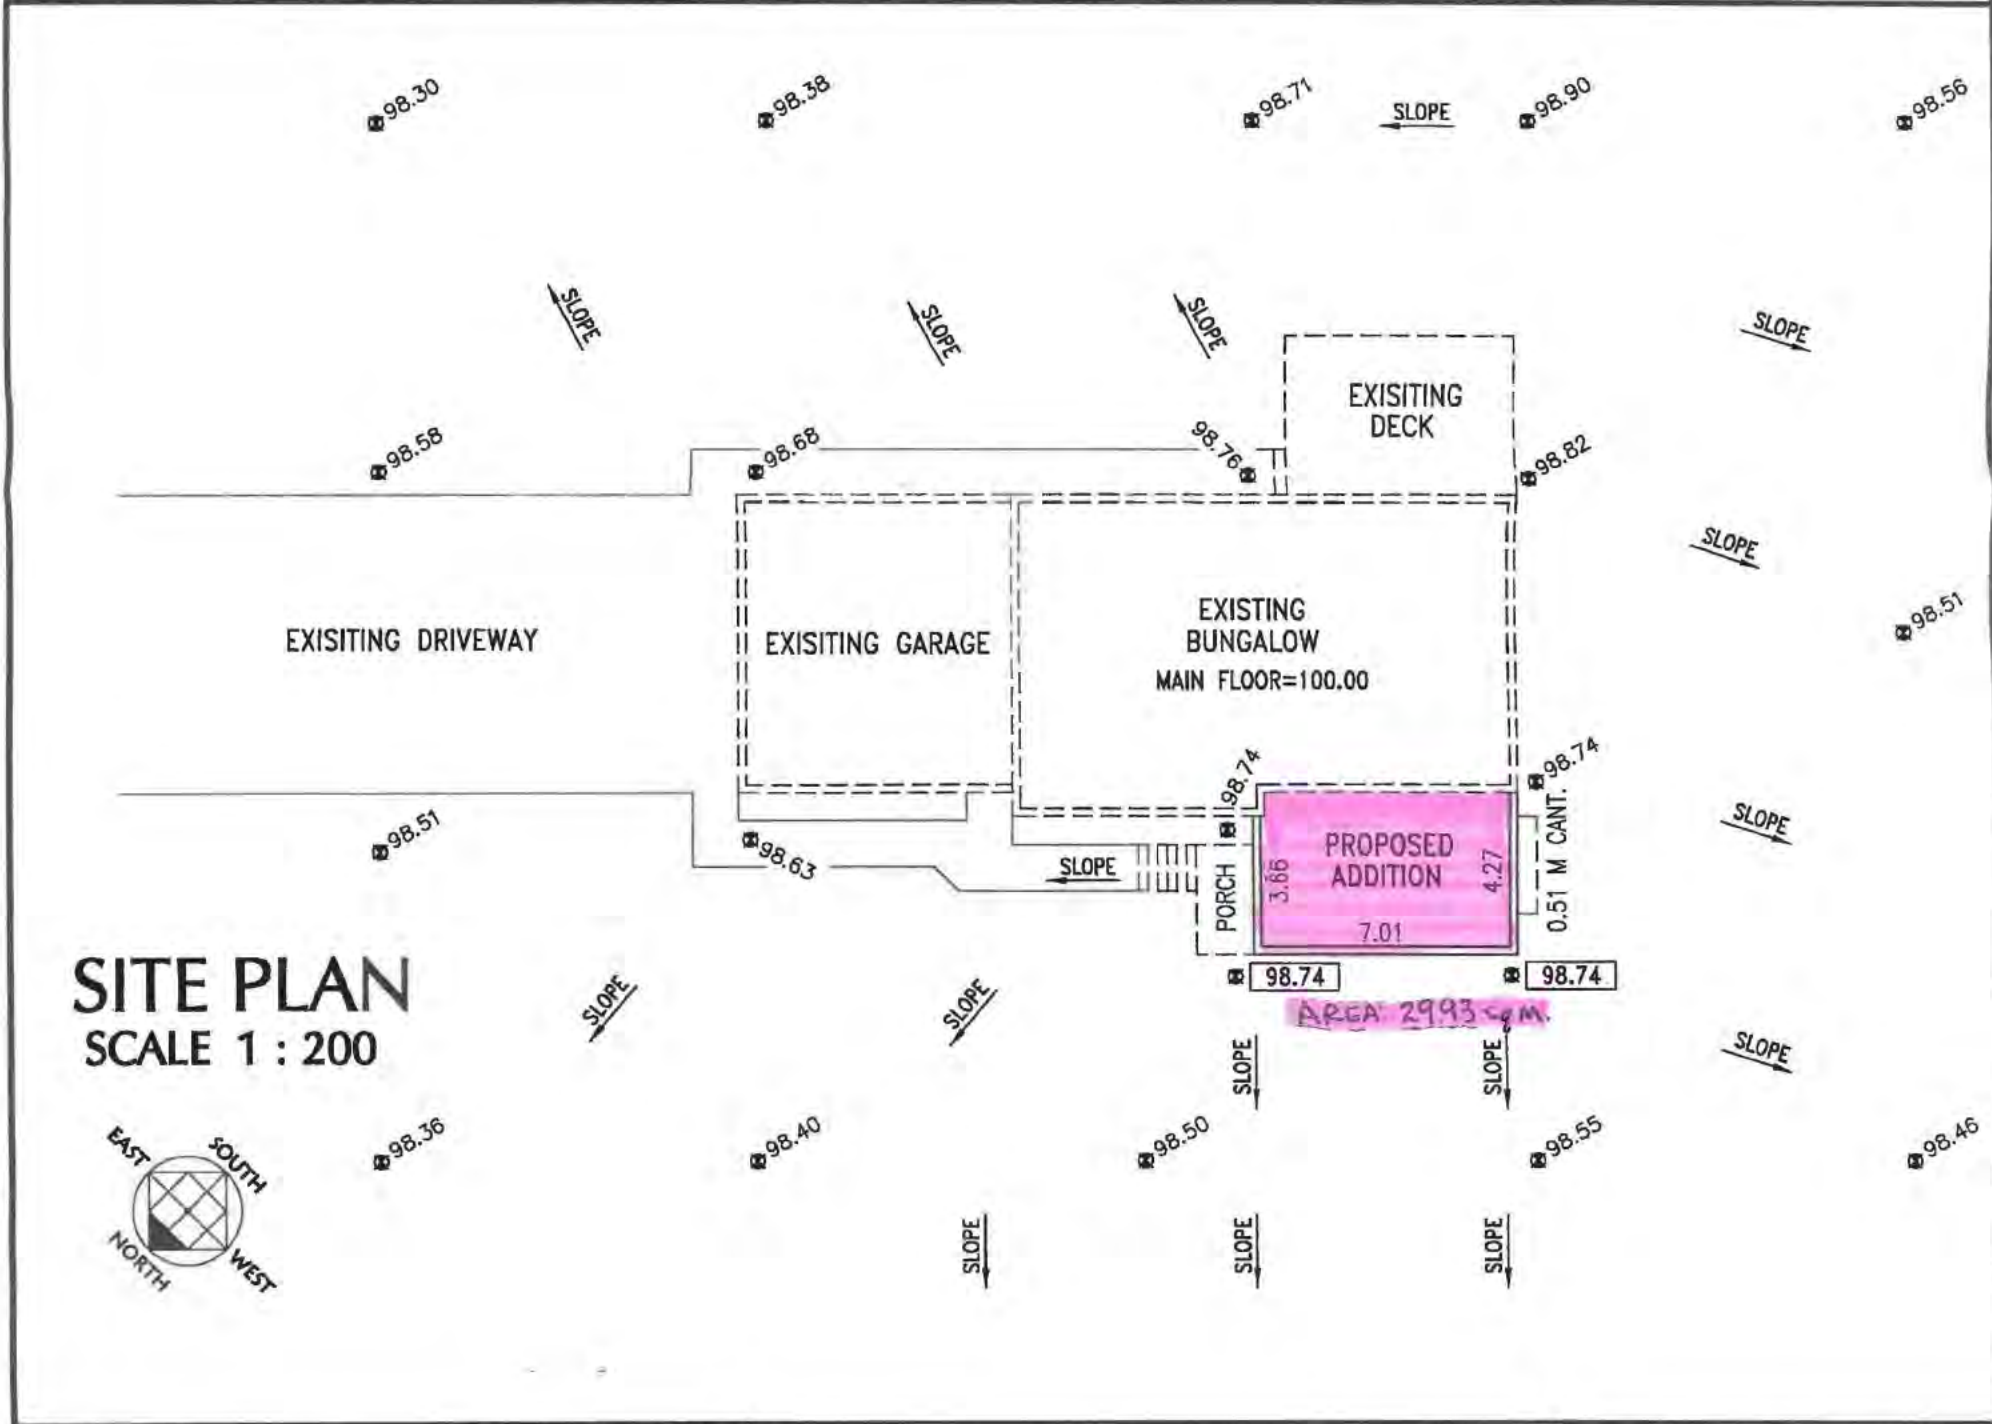 98.30
98.38
98.71
SLOPE
98.90
98.56
SLOPE
SLOPE
SLOPE
SLOPE
EXISITING
DECK
98.58
98.68
98.76
98.82
SLOPE
EXISITING DRIVEWAY
EXISITING GARAGE
EXISTING
BUNGALOW
MAIN FLOOR=100.00
98.51
98.74
98.74
98.51
98.63
SLOPE
PORCH
3.66
PROPOSED
ADDITION
4.27
7.01
0.51 M CANT.
SLOPE
98.74
98.74
AREA: 29.93 sq M.
SITE PLAN
SCALE 1 : 200
SLOPE
SLOPE
SLOPE
SLOPE
SLOPE
EAST
SOUTH
NORTH
WEST
98.36
98.40
98.50
98.55
98.46
SLOPE
SLOPE
SLOPE